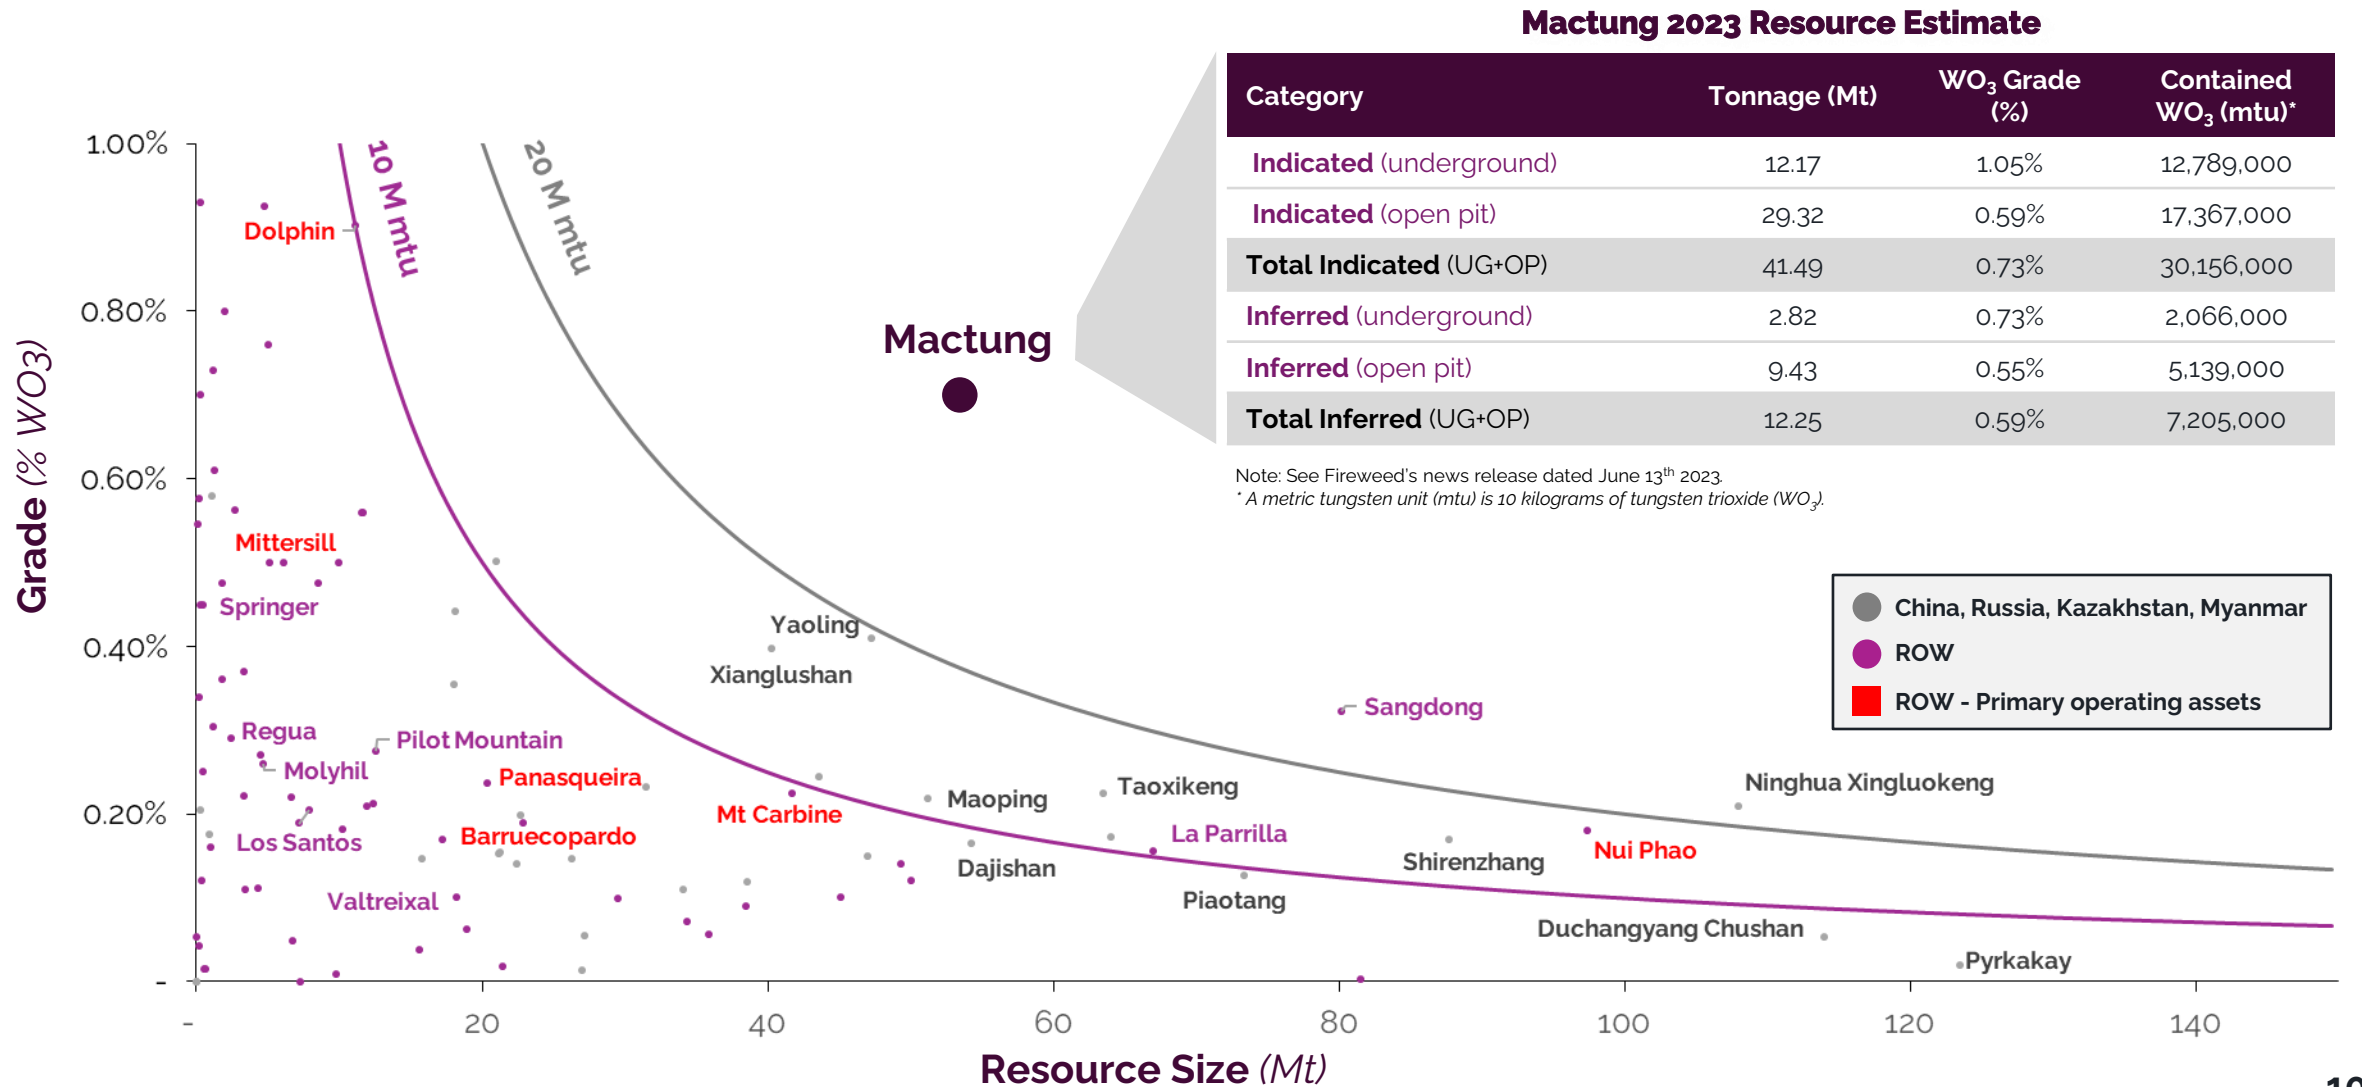 Mactung 2023 Resource Estimate
Category Tonnage (Mt) WO3 Grade (%) Contained WO3 (mtu)*
Indicated (underground) 12.17 1.05% 12,789,000
Indicated (open pit) 29.32 0.59% 17,367,000
Total Indicated (UG+OP) 41.49 0.73% 30,156,000
Inferred (underground) 2.82 0.73% 2,066,000
Inferred (open pit) 9.43 0.55% 5,139,000
Total Inferred (UG+OP) 12.25 0.59% 7,205,000
Note: See Fireweed's news release dated June 13th 2023.
* A metric tungsten unit (mtu) is 10 kilograms of tungsten trioxide (WO3).
Grade (% WO3)
1.00%
0.80%
0.60%
0.40%
0.20%
-
10 M mtu
20 M mtu
Dolphin
Mactung
Mittersill
Springer
Yaoling
Xianglushan
Sangdong
Regua
Pilot Mountain
Molyhil
Panasqueira
Mt Carbine
Maoping
Taoxikeng
Ninghua Xingluokeng
Los Santos
Barruecopardo
La Parrilla
Nui Phao
Dajishan
Shirenzhang
Valtreixal
Piaotang
Duchangyang Chushan
Pyrkakay
China, Russia, Kazakhstan, Myanmar
ROW
ROW - Primary operating assets
- 20 40 60 80 100 120 140
Resource Size (Mt)